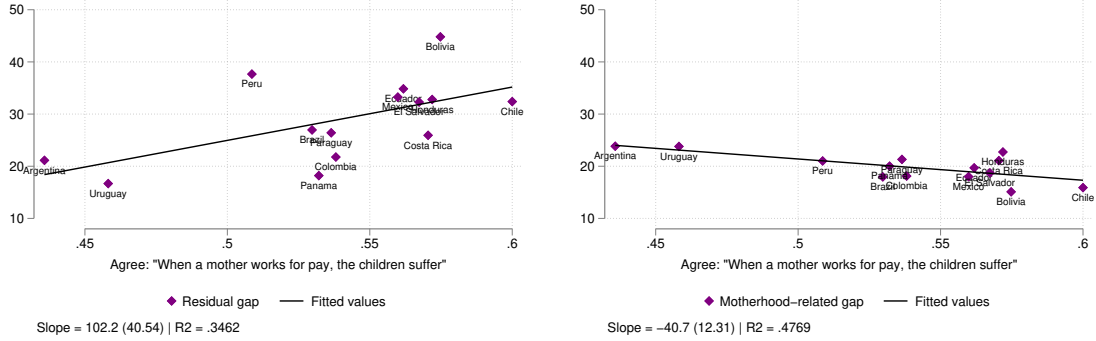 50
40
30
20
10
Bolivia
Peru
Ecuador
Mexico
El Salvador
Honduras
Chile
Brazil
Paraguay
Costa Rica
Colombia
Argentina
Panama
Uruguay
.45 .5 .55 .6
Agree: "When a mother works for pay, the children suffer"
Residual gap Fitted values
Slope = 102.2 (40.54) | R2 = .3462
50
40
30
20
10
Argentina
Uruguay
Peru
Paraguay
Panama
Brazil
Colombia
Honduras
Costa Rica
Ecuador
El Salvador
Mexico
Bolivia
Chile
.45 .5 .55 .6
Agree: "When a mother works for pay, the children suffer"
Motherhood−related gap Fitted values
Slope = −40.7 (12.31) | R2 = .4769